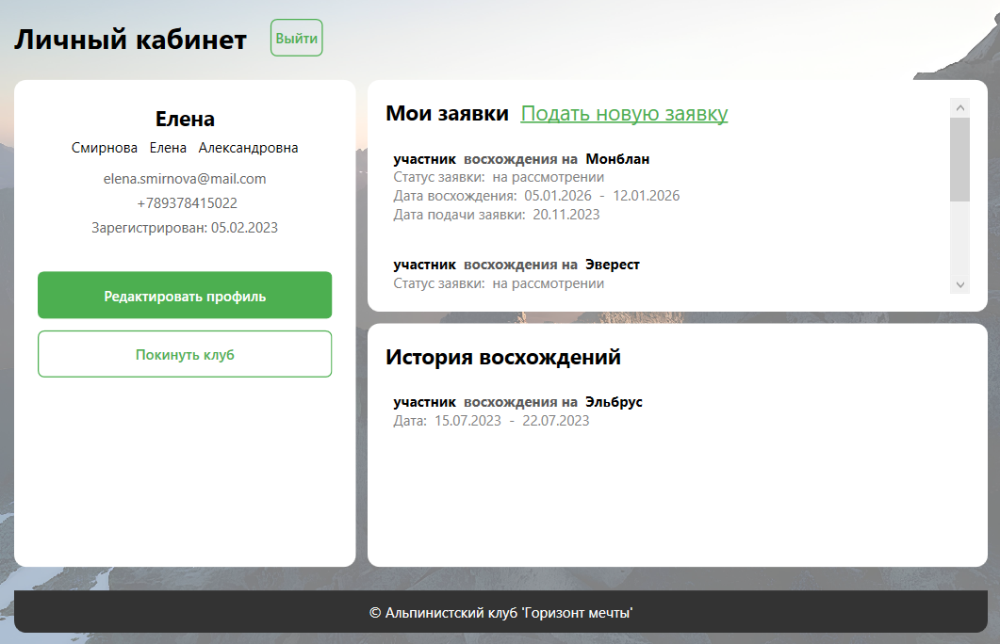 Личный кабинет Выйти
Елена
Смирнова Елена Александровна
elena.smirnova@mail.com
+789378415022
Зарегистрирован: 05.02.2023
Редактировать профиль
Покинуть клуб
Мои заявки Подать новую заявку
участник восхождения на Монблан
Статус заявки: на рассмотрении
Дата восхождения: 05.01.2026 - 12.01.2026
Дата подачи заявки: 20.11.2023
участник восхождения на Эверест
Статус заявки: на рассмотрении
История восхождений
участник восхождения на Эльбрус
Дата: 15.07.2023 - 22.07.2023
© Альпинистский клуб 'Горизонт мечты'